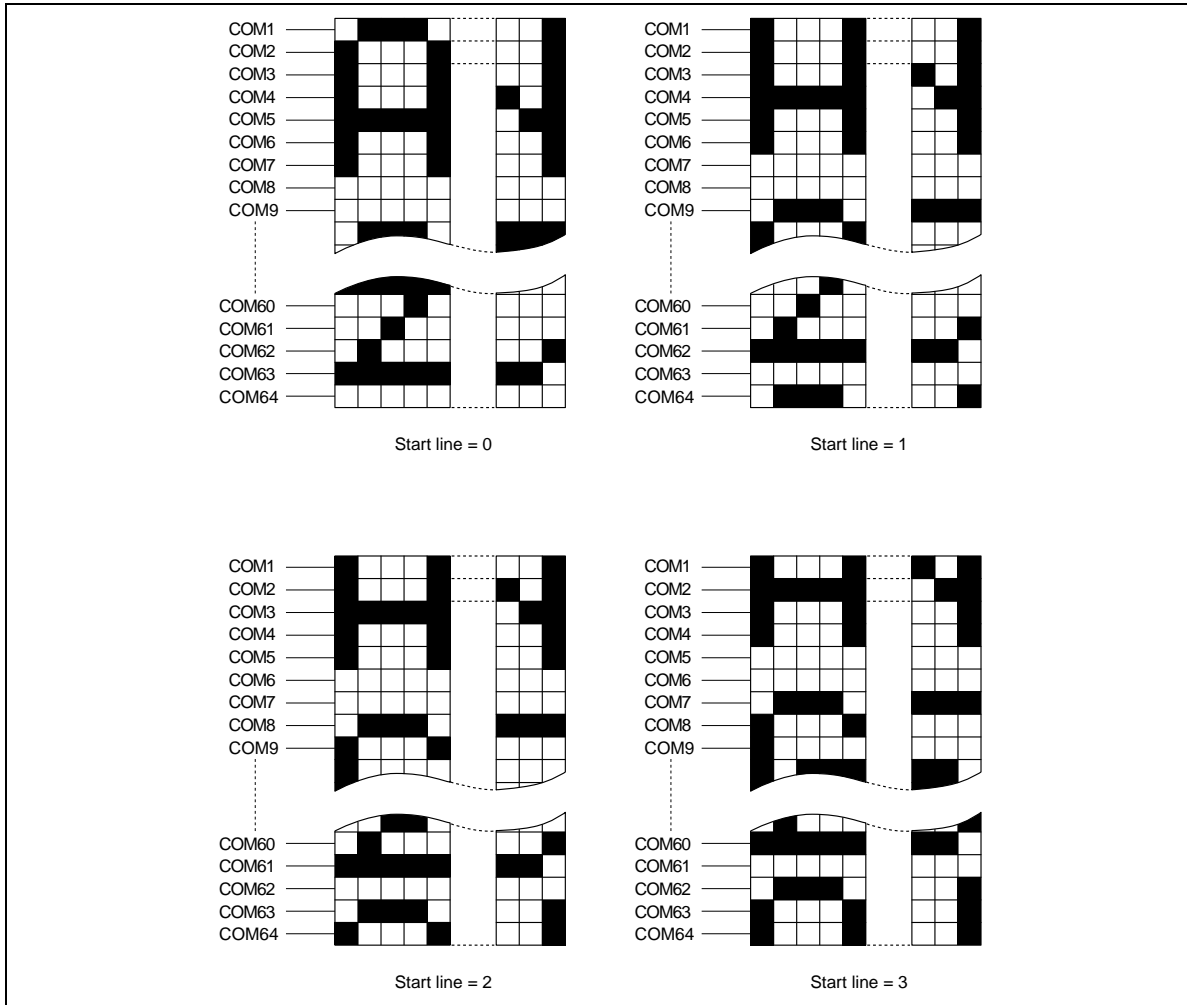 COM1
COM2
COM3
COM4
COM5
COM6
COM7
COM8
COM9
COM60
COM61
COM62
COM63
COM64
Start line = 0
COM1
COM2
COM3
COM4
COM5
COM6
COM7
COM8
COM9
COM60
COM61
COM62
COM63
COM64
Start line = 1
COM1
COM2
COM3
COM4
COM5
COM6
COM7
COM8
COM9
COM60
COM61
COM62
COM63
COM64
Start line = 2
COM1
COM2
COM3
COM4
COM5
COM6
COM7
COM8
COM9
COM60
COM61
COM62
COM63
COM64
Start line = 3